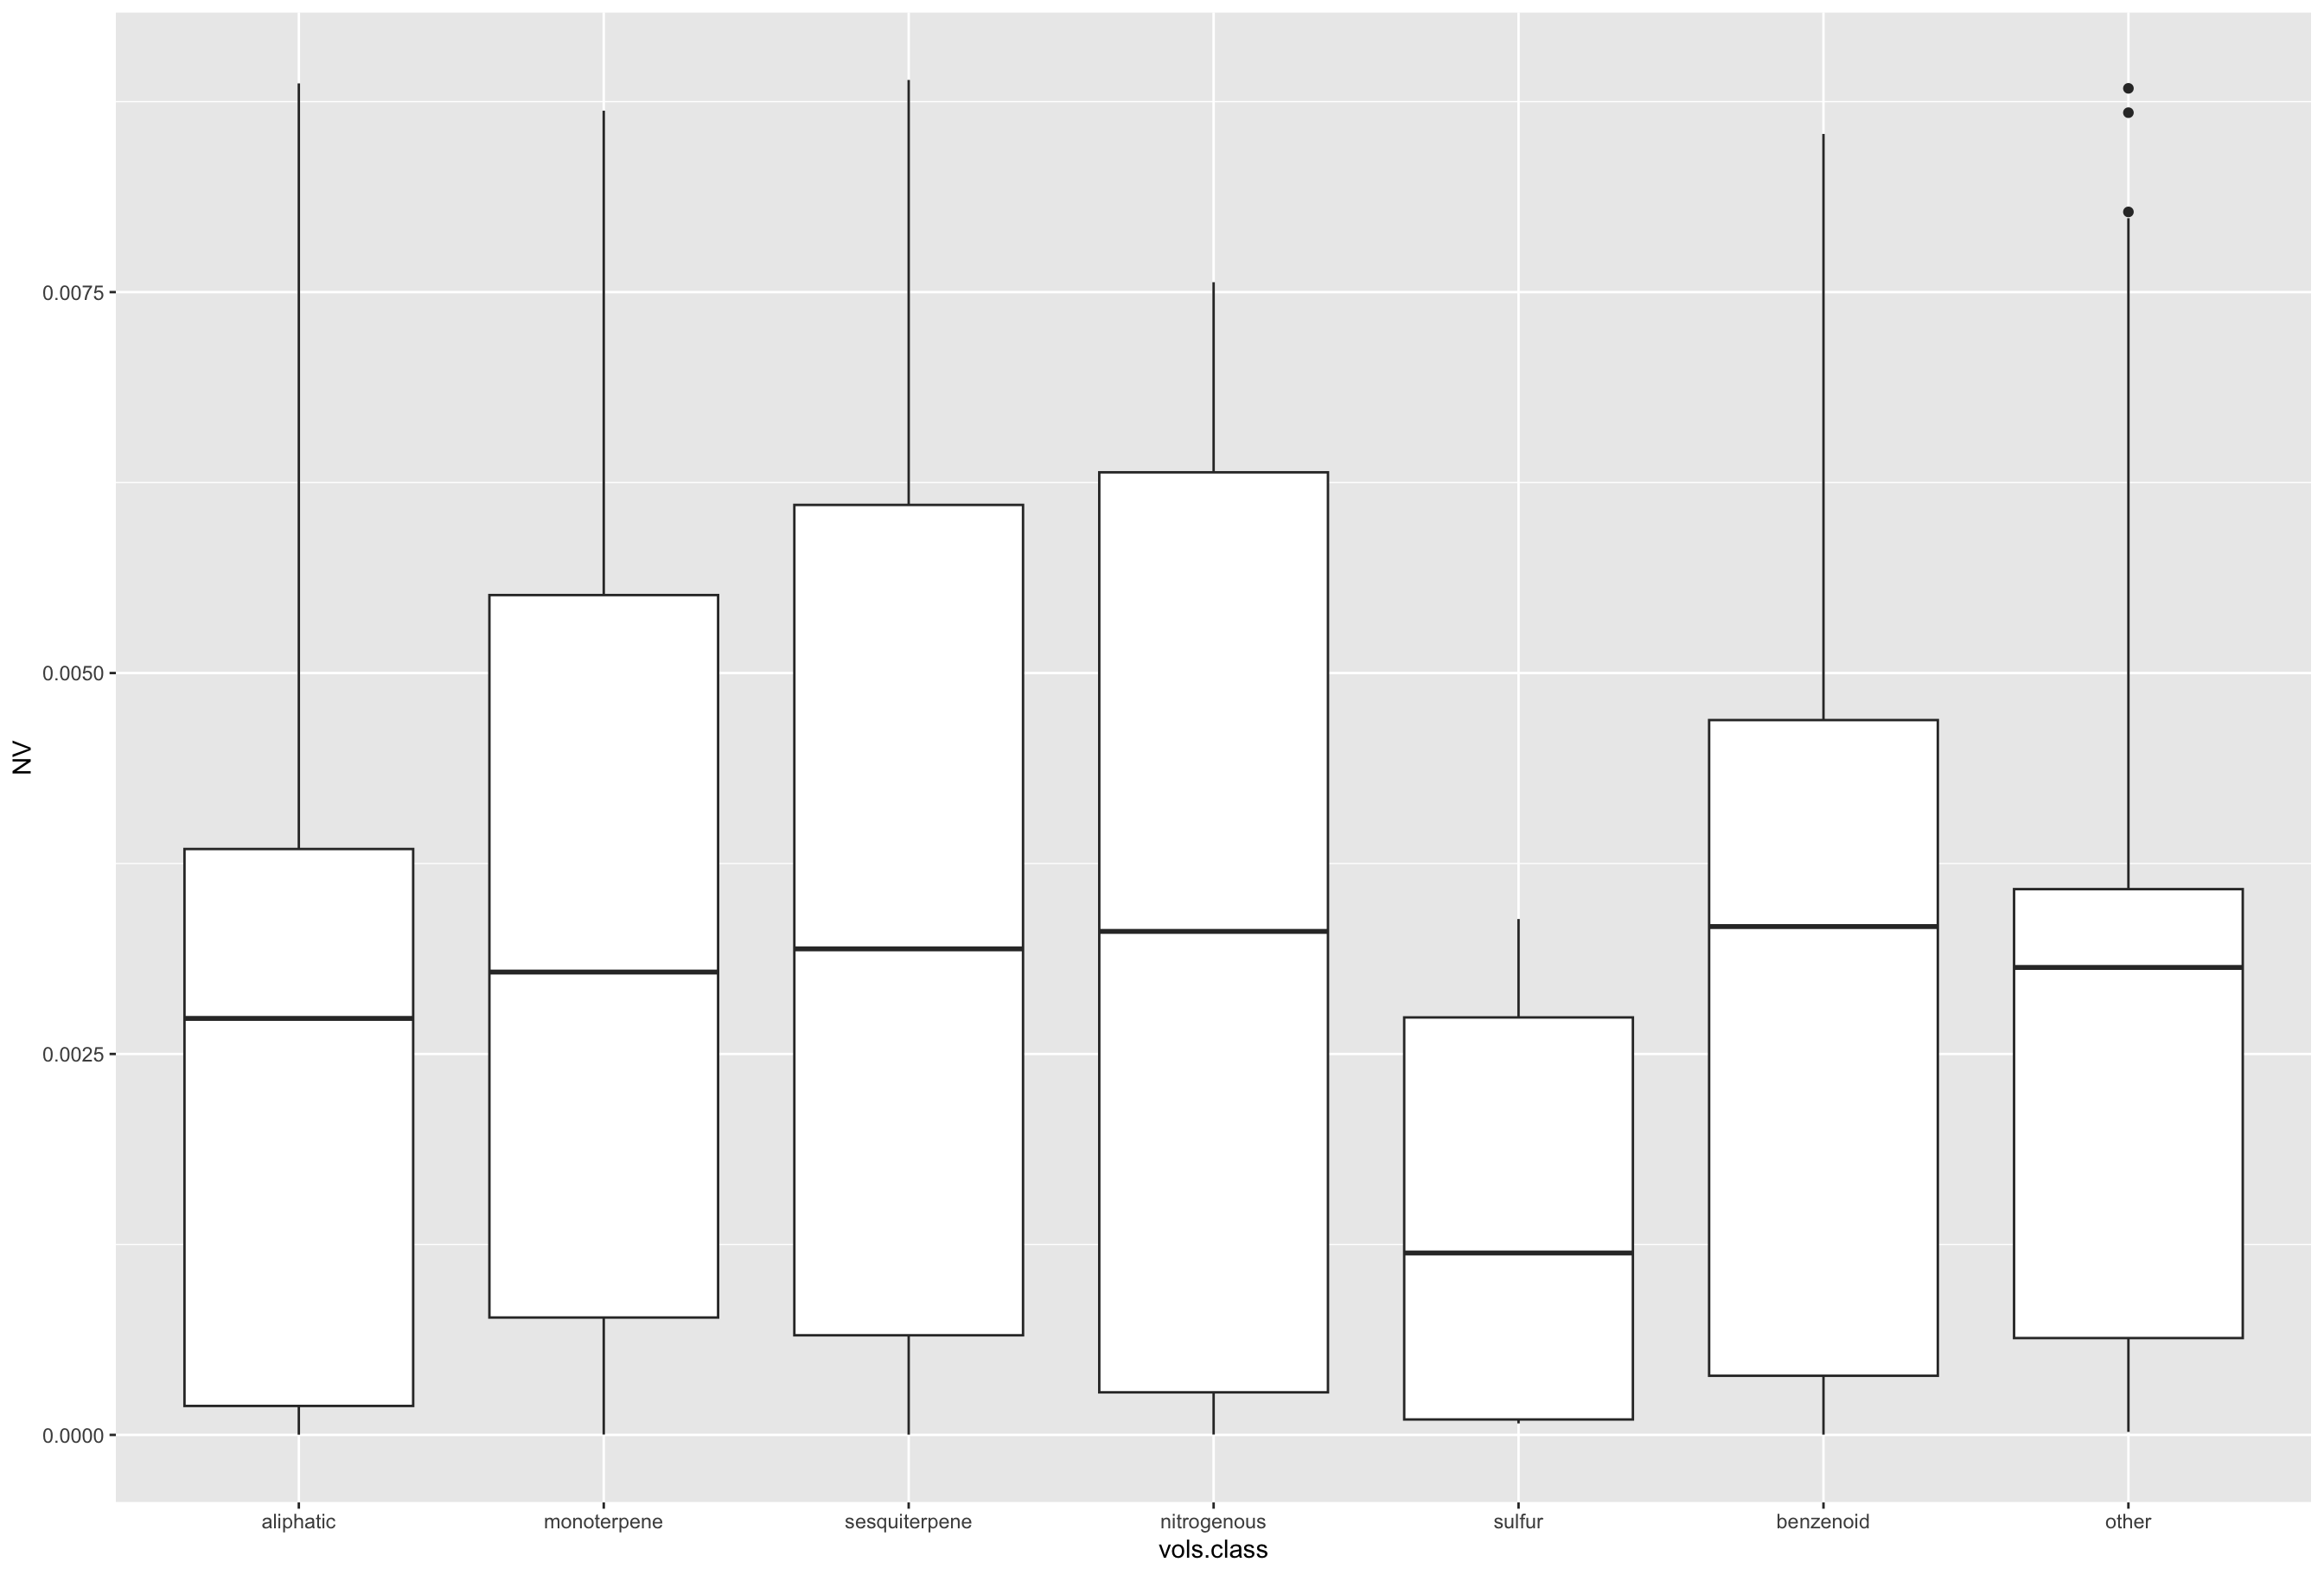 NV
0.0075
0.0050
0.0025
0.0000
aliphatic monoterpene sesquiterpene nitrogenous sulfur benzenoid other
vols.class